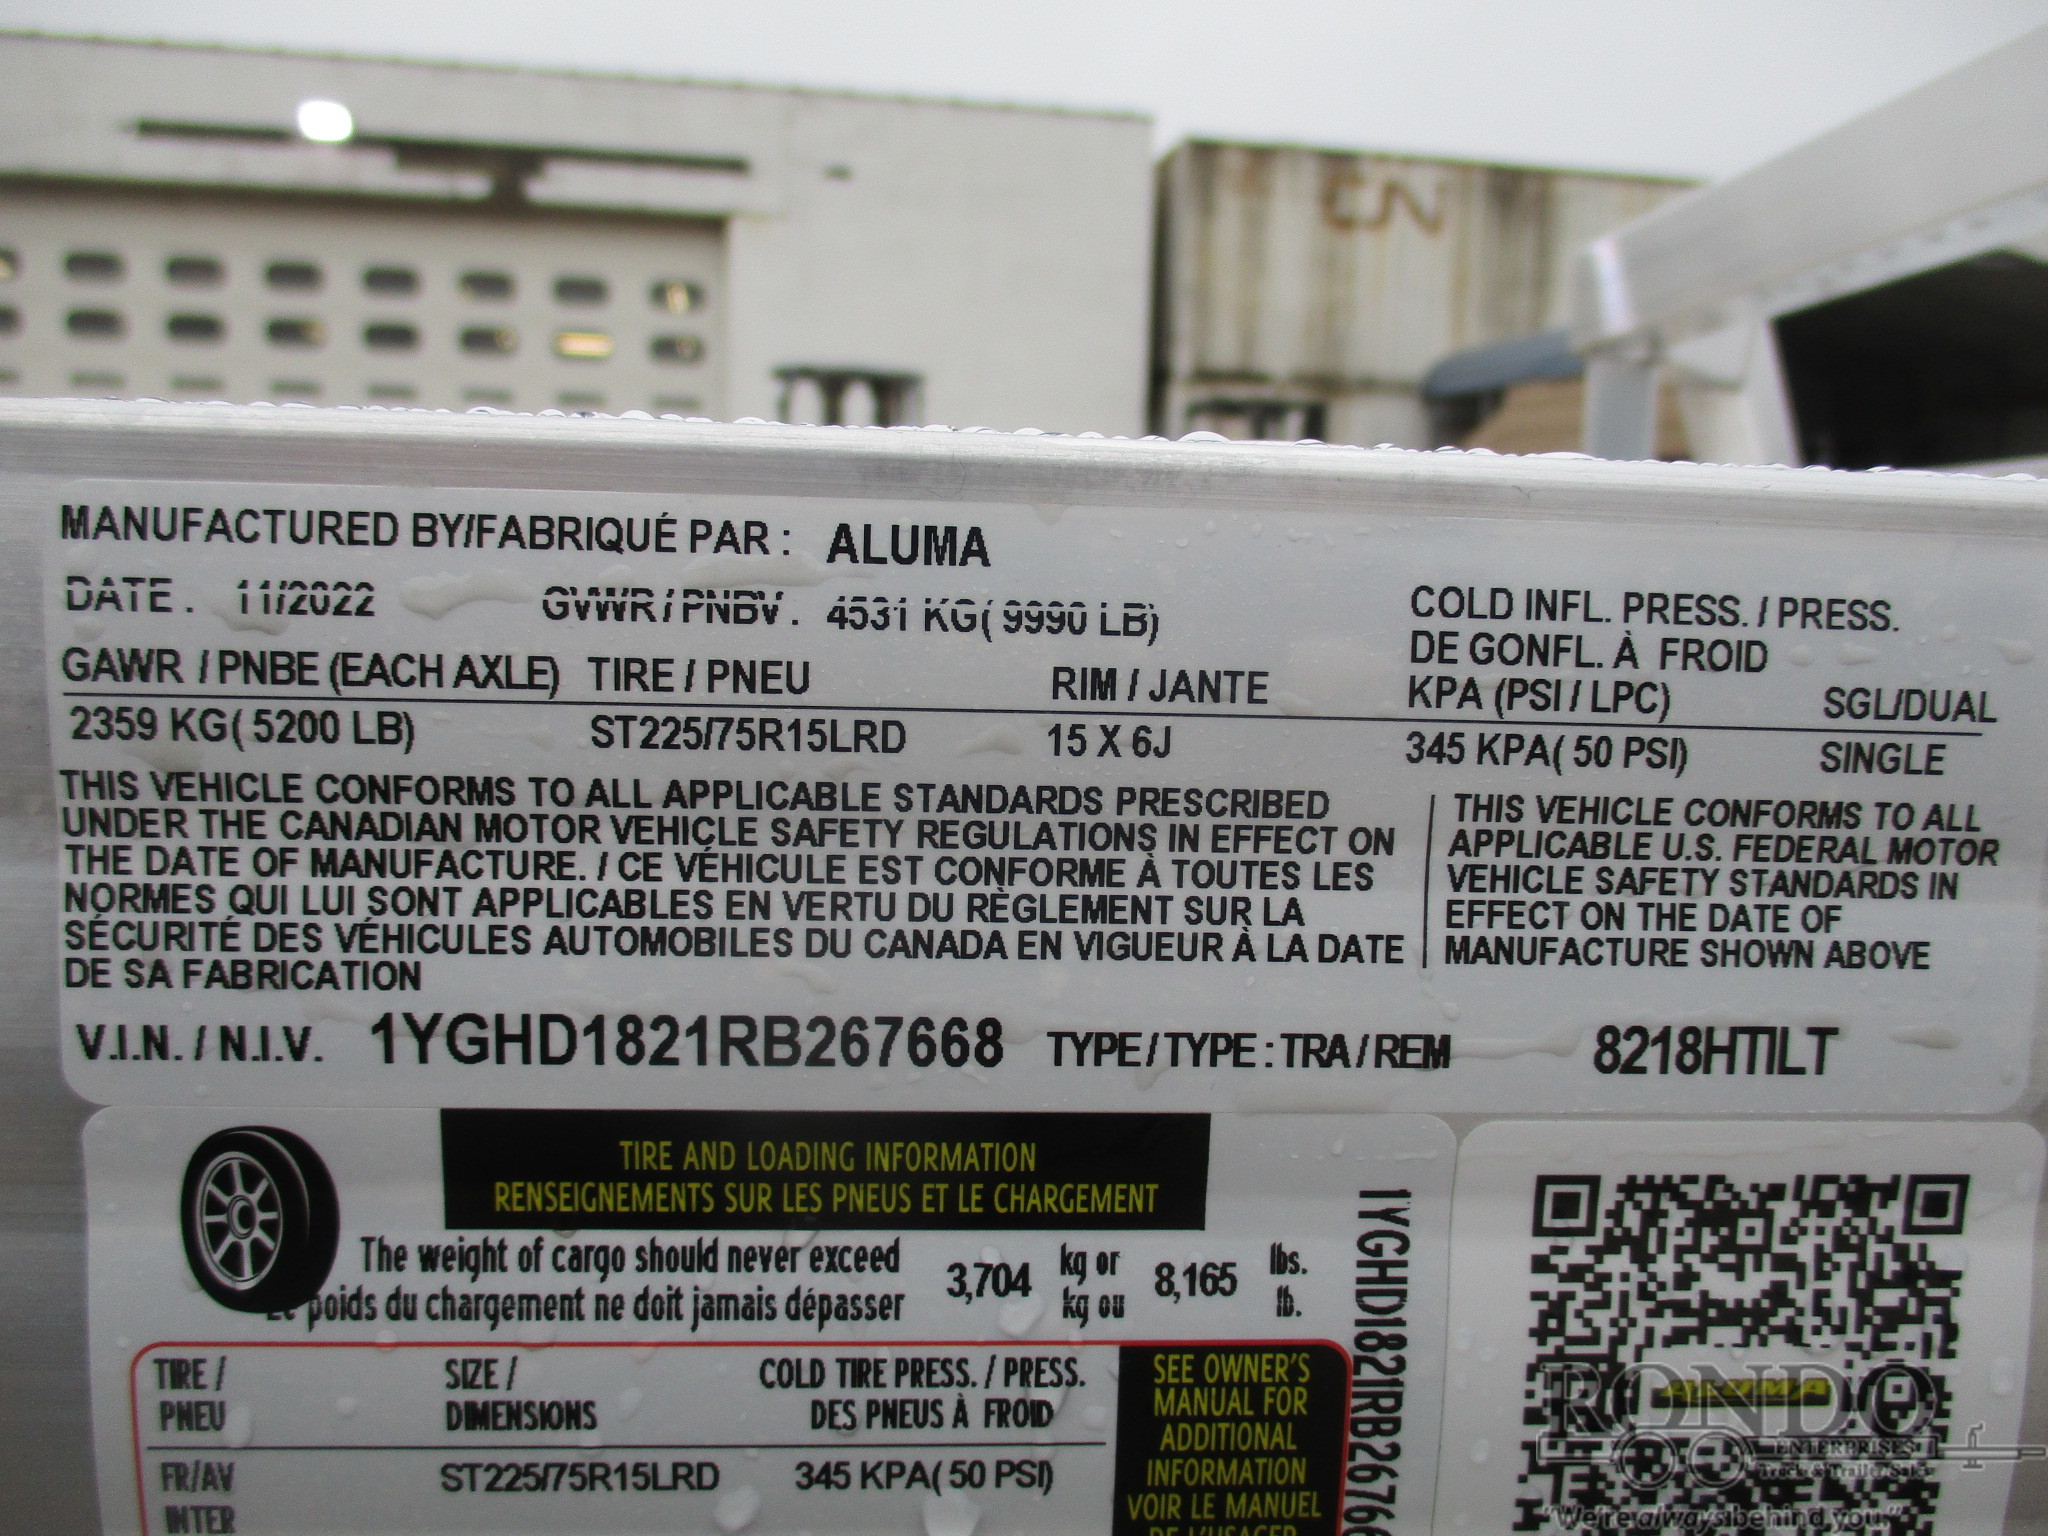 CN
MANUFACTURED BY/FABRIQUÉ PAR : ALUMA
DATE. 11/2022 GVWR/PNBV. 4531 KG( 9990 LB)
COLD INFL. PRESS. / PRESS.
DE GONFL. À FROID
GAWR / PNBE (EACH AXLE) TIRE / PNEU RIM / JANTE KPA (PSI / LPC) SGL/DUAL
2359 KG( 5200 LB) ST225/75R15LRD 15 X 6J 345 KPA( 50 PSI) SINGLE
THIS VEHICLE CONFORMS TO ALL APPLICABLE STANDARDS PRESCRIBED
UNDER THE CANADIAN MOTOR VEHICLE SAFETY REGULATIONS IN EFFECT ON
THE DATE OF MANUFACTURE. / CE VÉHICULE EST CONFORME À TOUTES LES
NORMES QUI LUI SONT APPLICABLES EN VERTU DU RÈGLEMENT SUR LA
SÉCURITÉ DES VÉHICULES AUTOMOBILES DU CANADA EN VIGUEUR À LA DATE
DE SA FABRICATION
THIS VEHICLE CONFORMS TO ALL
APPLICABLE U.S. FEDERAL MOTOR
VEHICLE SAFETY STANDARDS IN
EFFECT ON THE DATE OF
MANUFACTURE SHOWN ABOVE
V.I.N. / N.I.V. 1YGHD1821RB267668 TYPE/TYPE : TRA/REM 8218HTILT
TIRE AND LOADING INFORMATION
RENSEIGNEMENTS SUR LES PNEUS ET LE CHARGEMENT
The weight of cargo should never exceed 3,704 kg or 8,165 lbs.
Le poids du chargement ne doit jamais dépasser kg ou lb.
TIRE / SIZE / COLD TIRE PRESS. / PRESS.
PNEU DIMENSIONS DES PNEUS À FROID
FR/AV ST225/75R15LRD 345 KPA( 50 PSI)
INTER
SEE OWNER'S
MANUAL FOR
ADDITIONAL
INFORMATION
VOIR LE MANUEL
DE L'USAGER
1YGHD1821RB26766
ALUMA
RONDO
ENTERPRISES
Truck & Trailer Sales
"We're always behind you."